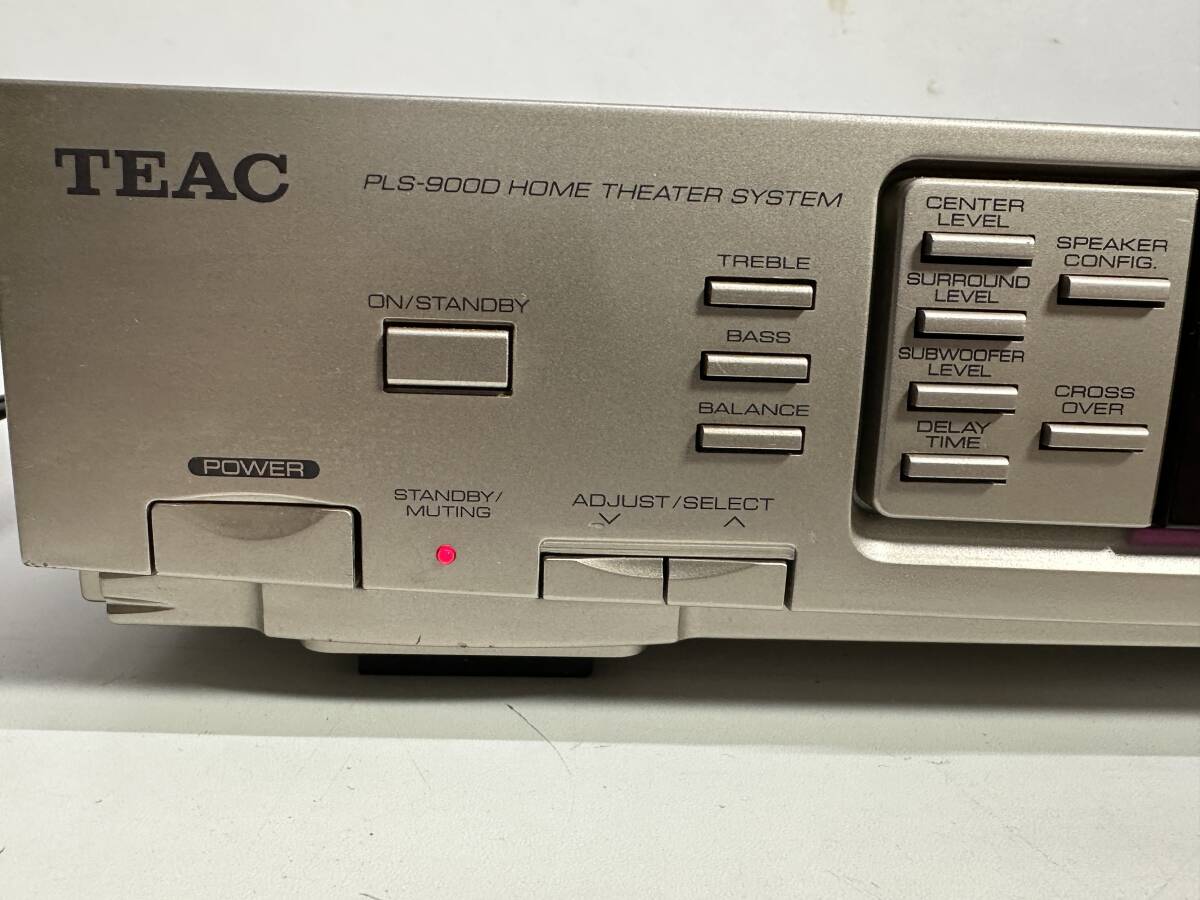 TEAC
PLS-900D HOME THEATER SYSTEM
ON/STANDBY
POWER
STANDBY/
MUTING
TREBLE
BASS
BALANCE
ADJUST/SELECT
CENTER
LEVEL
SURROUND
LEVEL
SUBWOOFER
LEVEL
DELAY
TIME
SPEAKER
CONFIG.
CROSS
OVER